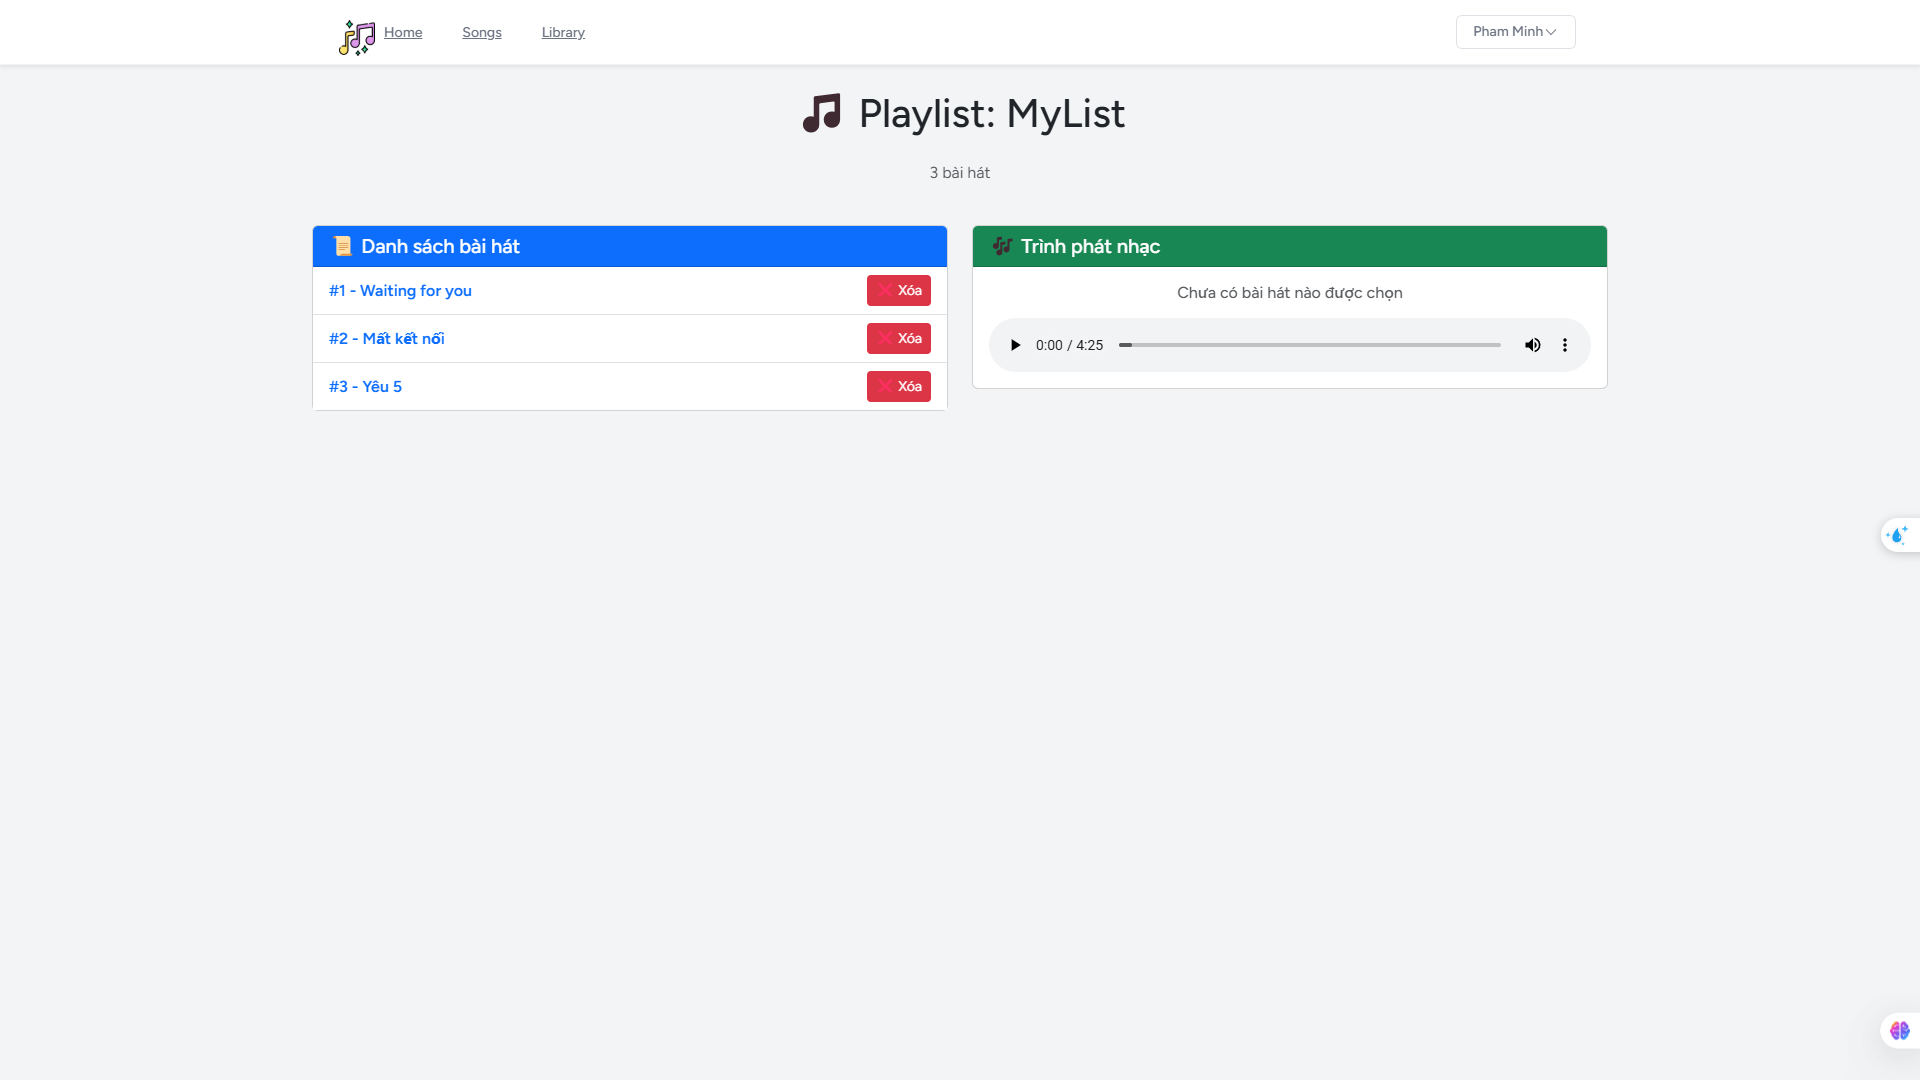 Home
Songs
Library
Pham Minh
Playlist: MyList
3 bài hát
Danh sách bài hát
#1 - Waiting for you
Xóa
#2 - Mất kết nối
Xóa
#3 - Yêu 5
Xóa
Trình phát nhạc
Chưa có bài hát nào được chọn
0:00 / 4:25